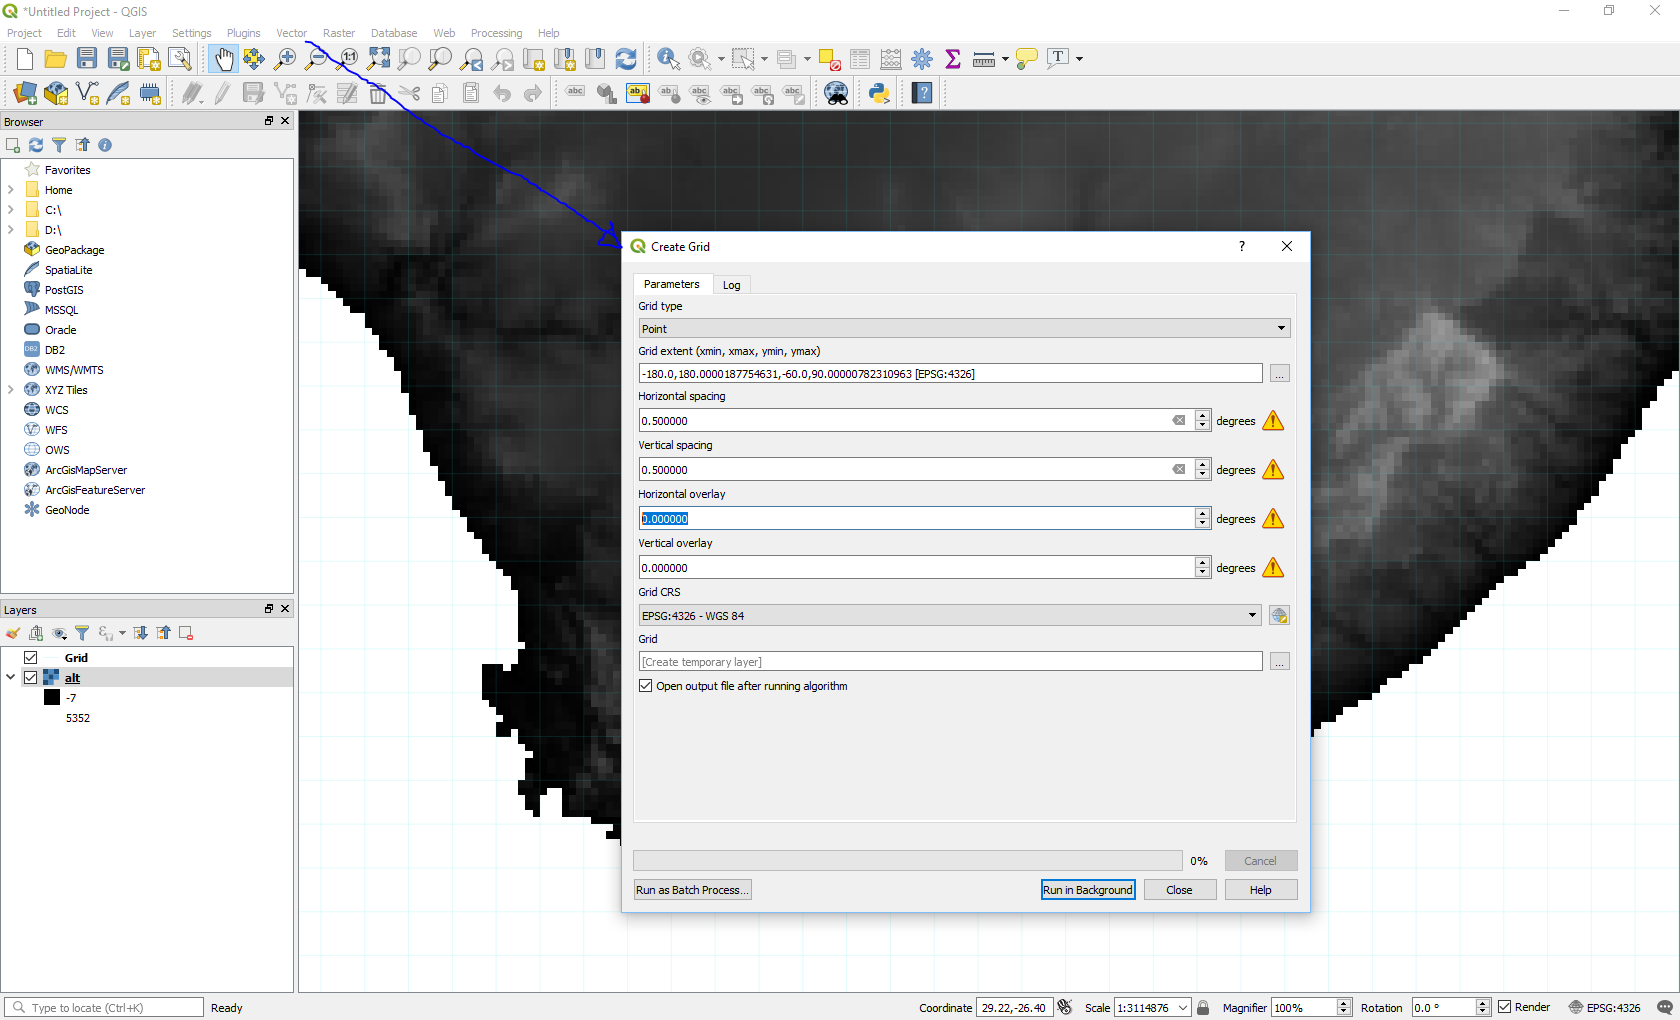 *Untitled Project - QGIS
Project Edit View Layer Settings Plugins Vector Raster Database Web Processing Help
Browser
Favorites
Home
C:\
D:\
GeoPackage
SpatiaLite
PostGIS
MSSQL
Oracle
DB2
WMS/WMTS
XYZ Tiles
WCS
WFS
OWS
ArcGisMapServer
ArcGisFeatureServer
GeoNode
Layers
Grid
alt
-7
5352
Create Grid
?
Parameters Log
Grid type
Point
Grid extent (xmin, xmax, ymin, ymax)
-180.0,180.0000187754631,-60.0,90.00000782310963 [EPSG:4326]
...
Horizontal spacing
0.500000 degrees
Vertical spacing
0.500000 degrees
Horizontal overlay
0.000000 degrees
Vertical overlay
0.000000 degrees
Grid CRS
EPSG:4326 - WGS 84
Grid
[Create temporary layer]
...
Open output file after running algorithm
0% Cancel
Run as Batch Process... Run in Background Close Help
Type to locate (Ctrl+K) Ready Coordinate 29.22,-26.40 Scale 1:3114876 Magnifier 100% Rotation 0.0 ° Render EPSG:4326